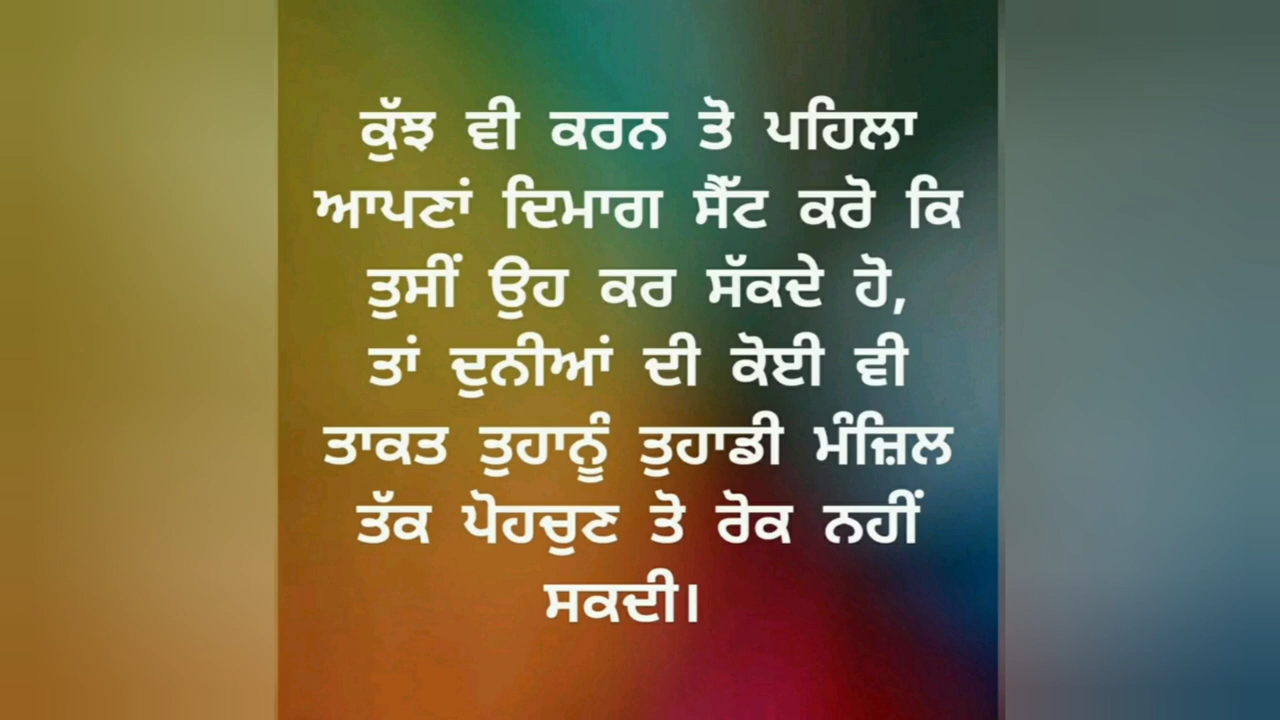 ਕੁੱਝ ਵੀ ਕਰਨ ਤੋ ਪਹਿਲਾ
ਆਪਣਾਂ ਦਿਮਾਗ ਸੈੱਟ ਕਰੋ ਕਿ
ਤੁਸੀਂ ਉਹ ਕਰ ਸੱਕਦੇ ਹੋ,
ਤਾਂ ਦੁਨੀਆਂ ਦੀ ਕੋਈ ਵੀ
ਤਾਕਤ ਤੁਹਾਨੂੰ ਤੁਹਾਡੀ ਮੰਜ਼ਿਲ
ਤੱਕ ਪੋਹਚੁਣ ਤੋ ਰੋਕ ਨਹੀਂ
ਸਕਦੀ।